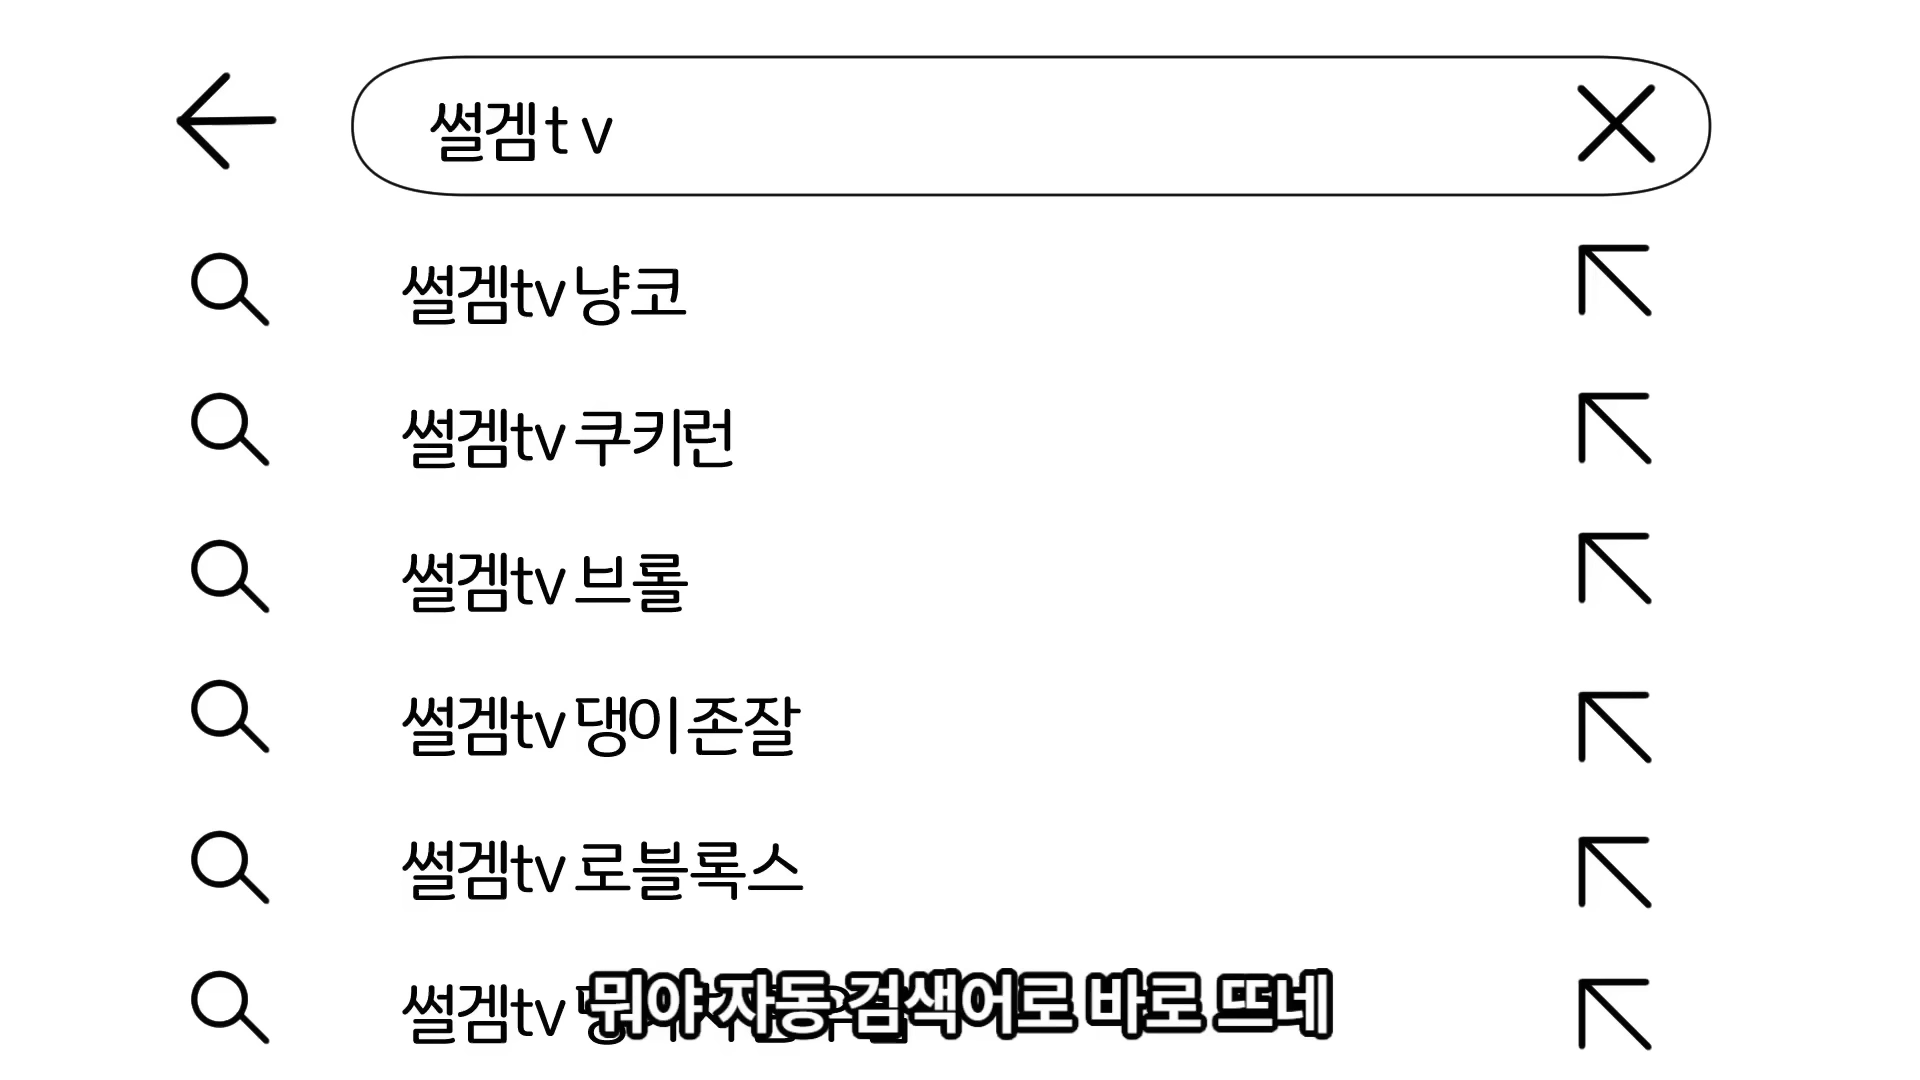 썰겜 t v
썰겜tv 냥코
썰겜tv 쿠키런
썰겜tv 브롤
썰겜tv 댕이 존잘
썰겜tv 로블록스
썰겜tv
뭐야 자동 검색어로 바로 뜨네